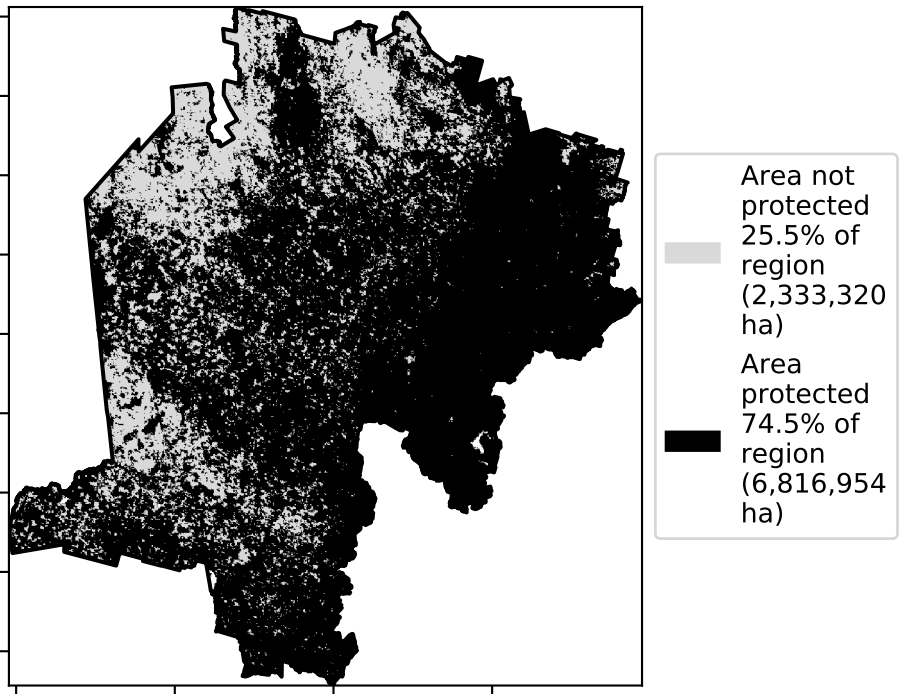 Area not
protected
25.5% of
region
(2,333,320
ha)
Area
protected
74.5% of
region
(6,816,954
ha)